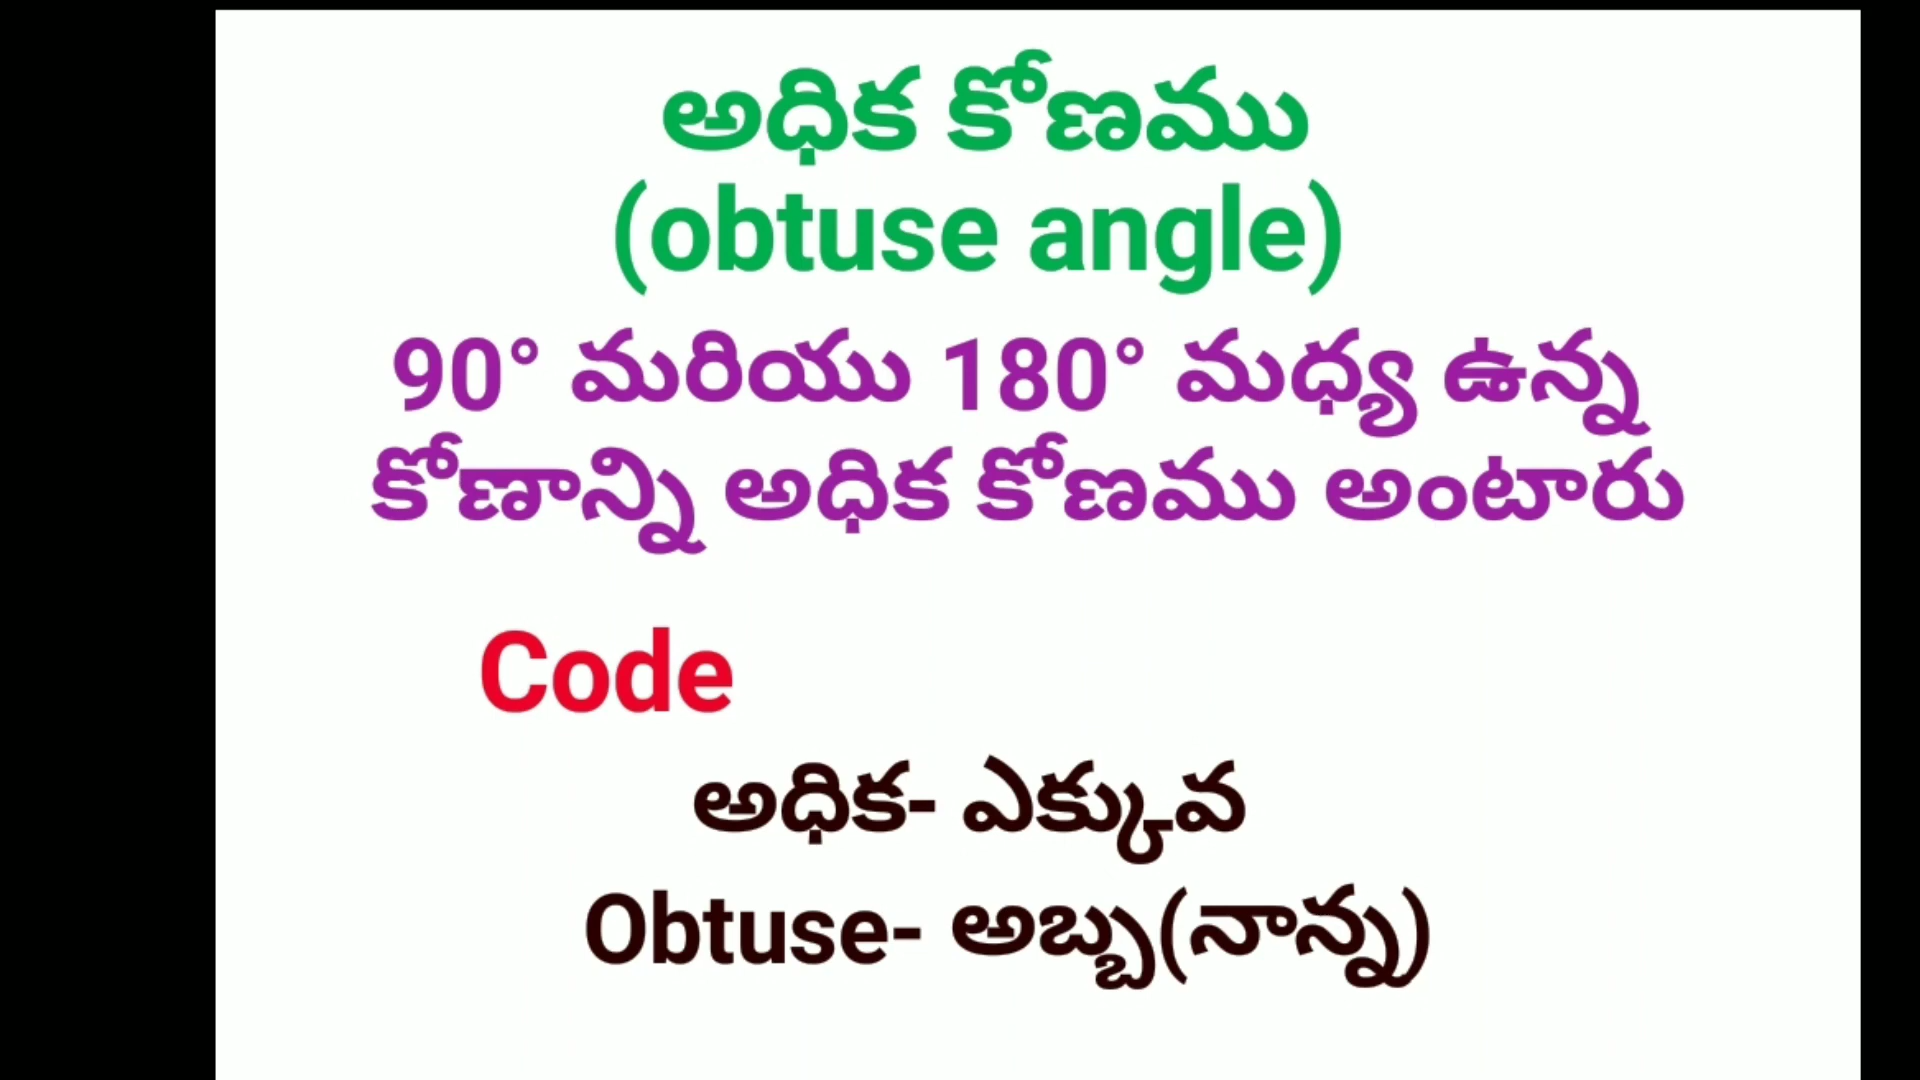 అధిక కోణము
(obtuse angle)
90° మరియు 180° మధ్య ఉన్న
కోణాన్ని అధిక కోణము అంటారు
Code
అధిక- ఎక్కువ
Obtuse- అబ్బ(నాన్న)